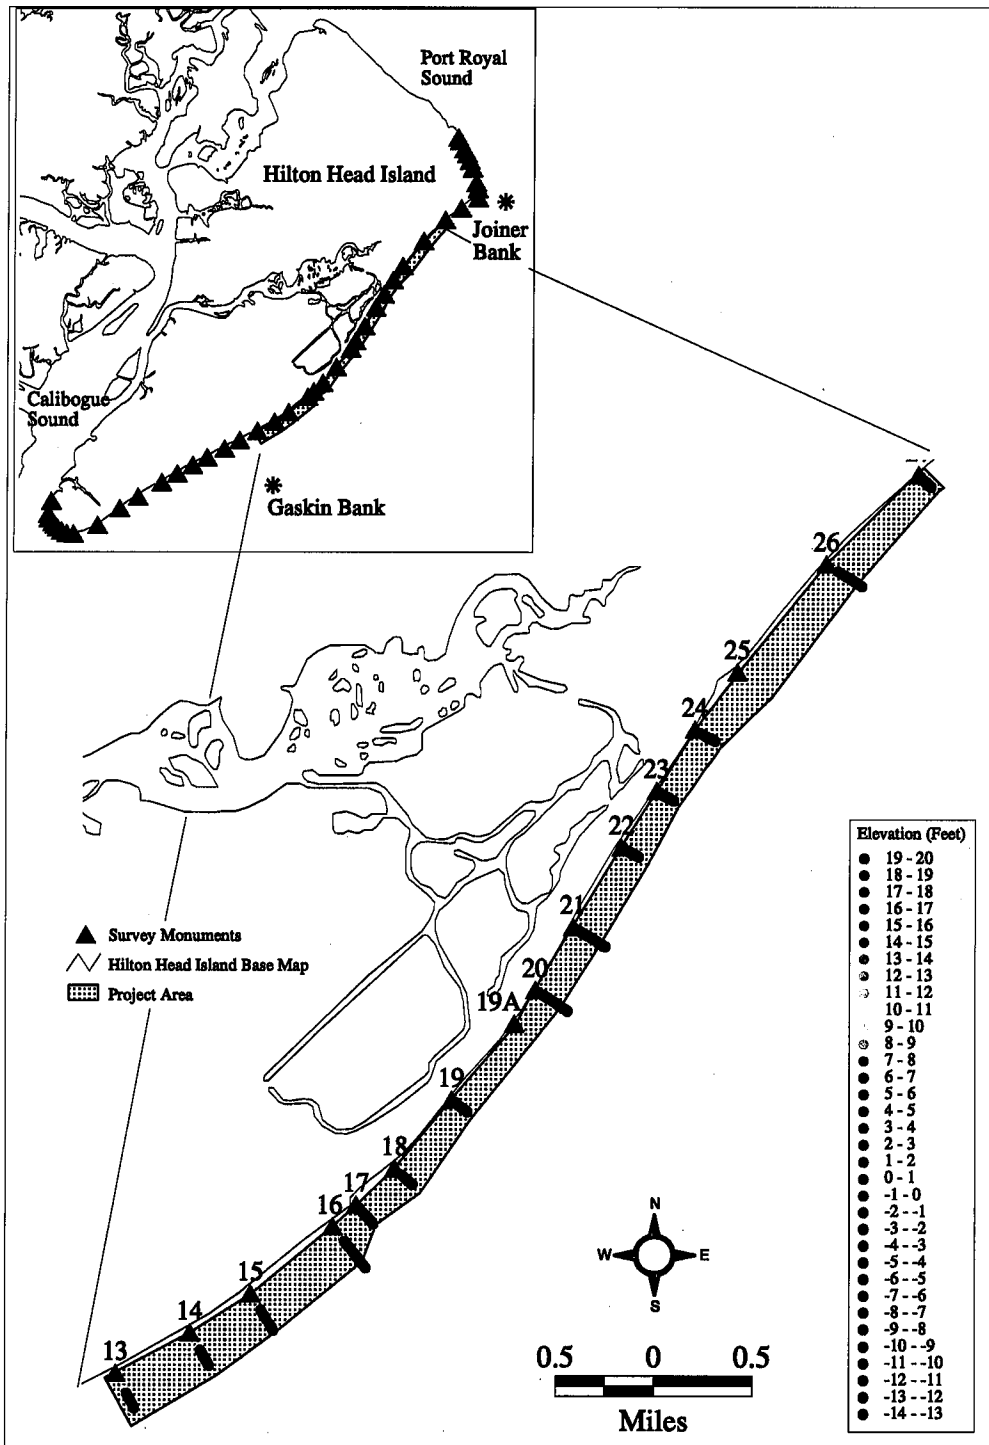 Port Royal
Sound
Hilton Head Island
Joiner
Bank
Calibogue
Sound
Gaskin Bank
26
25
24
23
22
21
20
19A
19
18
17
16
15
14
13
Survey Monuments
Hilton Head Island Base Map
Project Area
N
W E
S
0.5 0 0.5
Miles
Elevation (Feet)
19 - 20
18 - 19
17 - 18
16 - 17
15 - 16
14 - 15
13 - 14
12 - 13
11 - 12
10 - 11
9 - 10
8 - 9
7 - 8
6 - 7
5 - 6
4 - 5
3 - 4
2 - 3
1 - 2
0 - 1
-1 - 0
-2 - -1
-3 - -2
-4 - -3
-5 - -4
-6 - -5
-7 - -6
-8 - -7
-9 - -8
-10 - -9
-11 - -10
-12 - -11
-13 - -12
-14 - -13